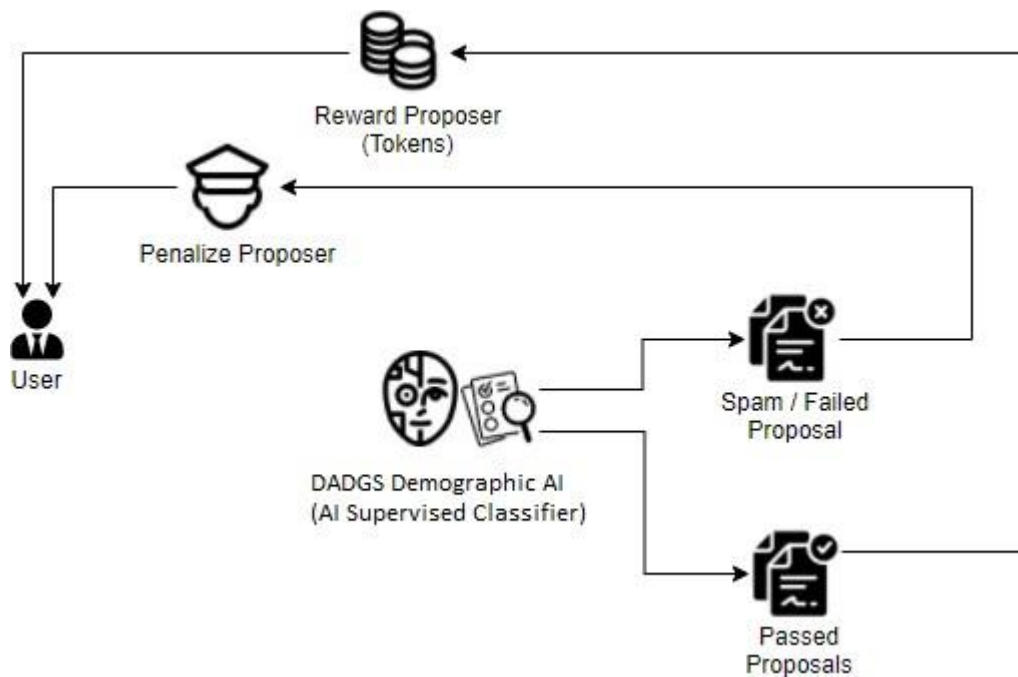 Reward Proposer
(Tokens)
Penalize Proposer
User
Spam / Failed
Proposal
DADGS Demographic AI
(AI Supervised Classifier)
Passed
Proposals